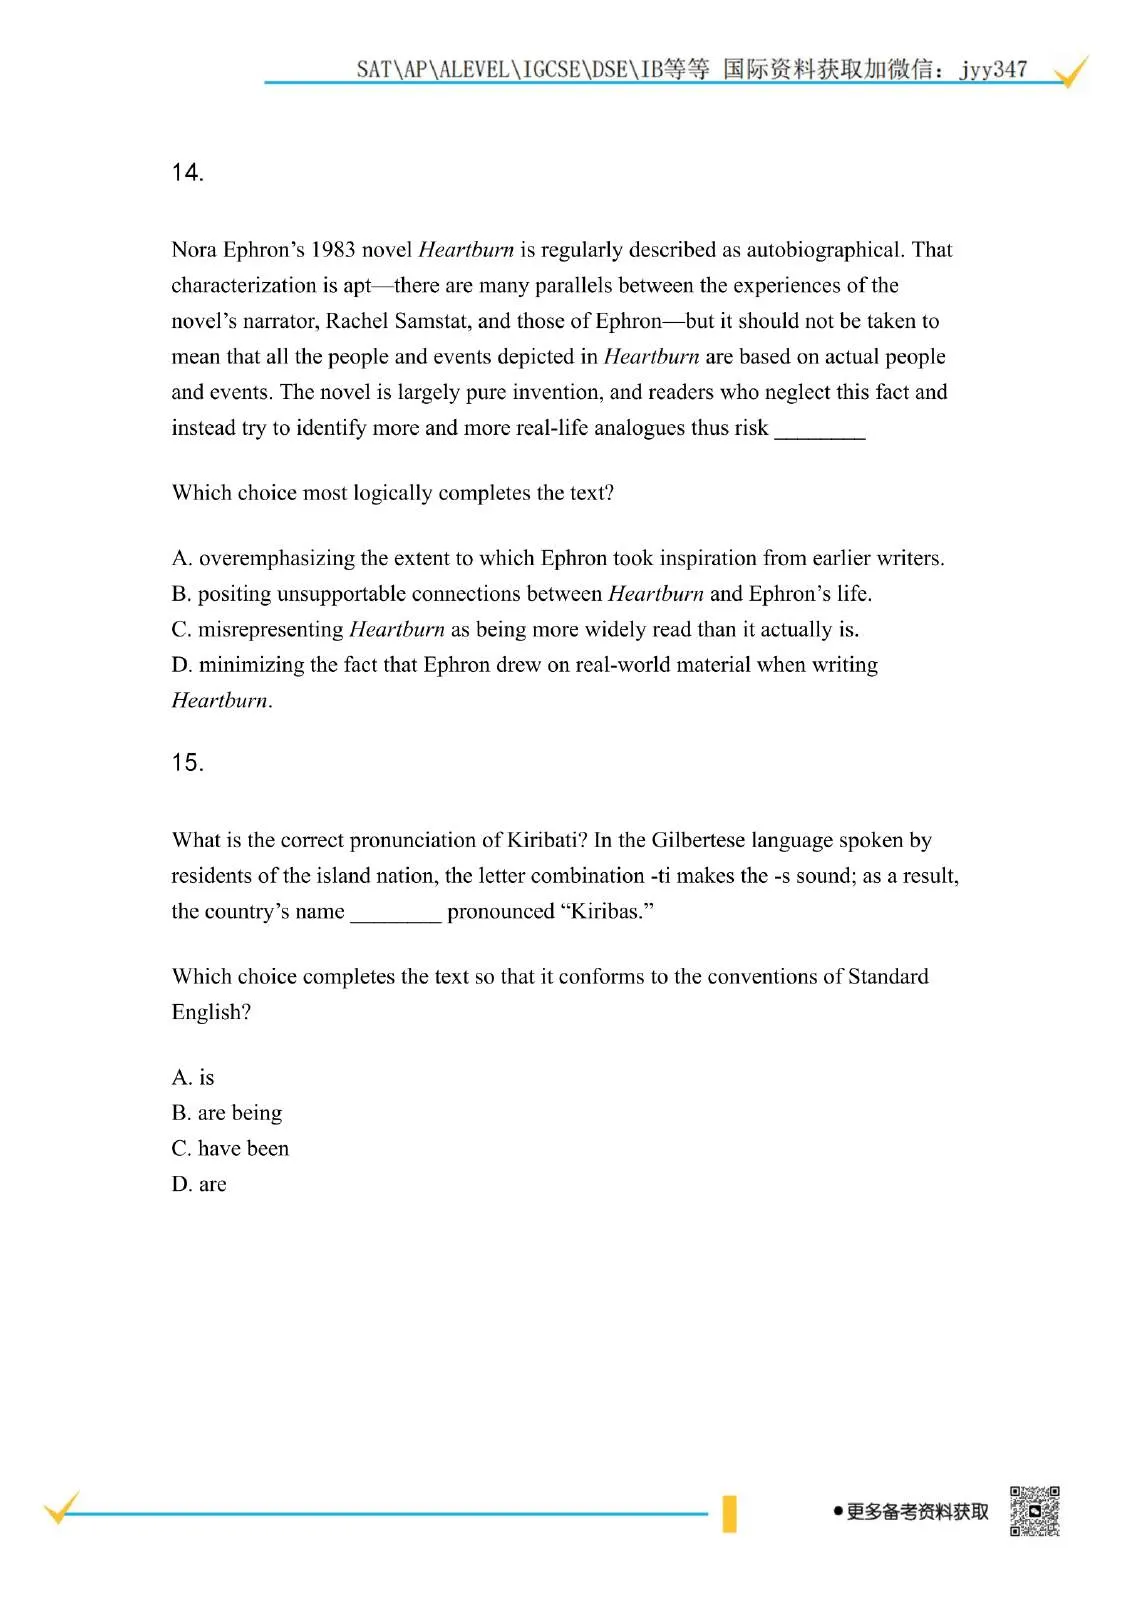 SAT\AP\ALEVEL\IGCSE\DSE\IB等等 国际资料获取加微信：jyy347
14.
Nora Ephron’s 1983 novel Heartburn is regularly described as autobiographical. That
characterization is apt—there are many parallels between the experiences of the
novel’s narrator, Rachel Samstat, and those of Ephron—but it should not be taken to
mean that all the people and events depicted in Heartburn are based on actual people
and events. The novel is largely pure invention, and readers who neglect this fact and
instead try to identify more and more real-life analogues thus risk ________
Which choice most logically completes the text?
A. overemphasizing the extent to which Ephron took inspiration from earlier writers.
B. positing unsupportable connections between Heartburn and Ephron’s life.
C. misrepresenting Heartburn as being more widely read than it actually is.
D. minimizing the fact that Ephron drew on real-world material when writing
Heartburn.
15.
What is the correct pronunciation of Kiribati? In the Gilbertese language spoken by
residents of the island nation, the letter combination -ti makes the -s sound; as a result,
the country’s name ________ pronounced “Kiribas.”
Which choice completes the text so that it conforms to the conventions of Standard
English?
A. is
B. are being
C. have been
D. are
●更多备考资料获取